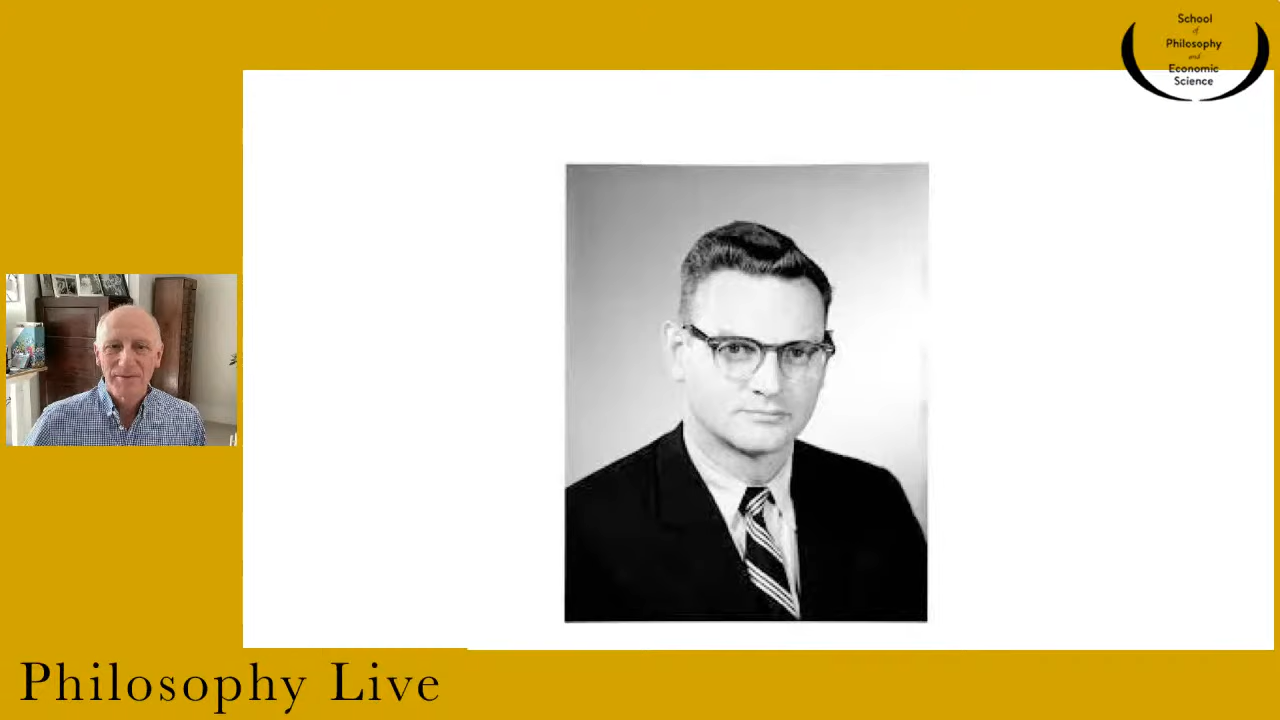 School
of
Philosophy
and
Economic
Science
Philosophy Live